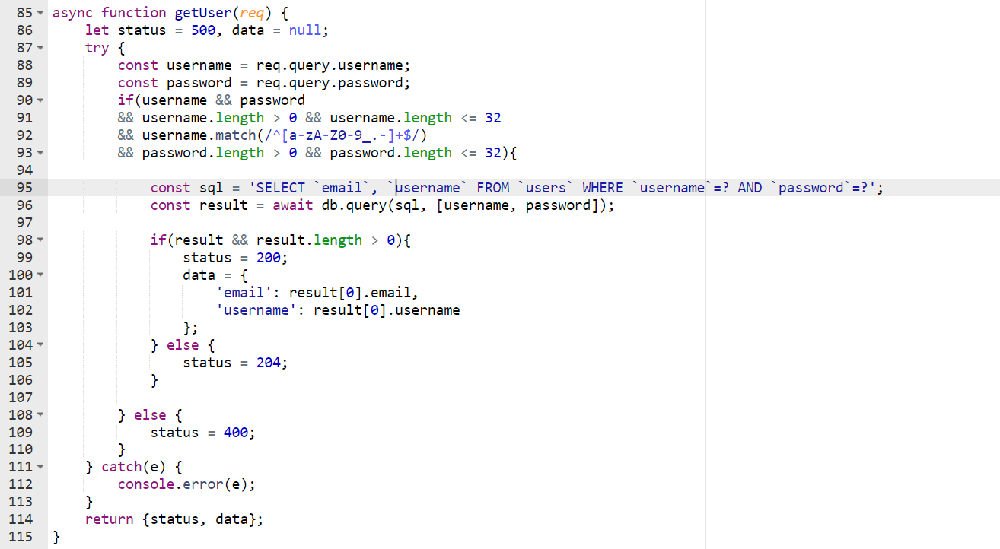 85 async function getUser(req) {
86 let status = 500, data = null;
87 try {
88 const username = req.query.username;
89 const password = req.query.password;
90 if(username && password
91 && username.length > 0 && username.length <= 32
92 && username.match(/^[a-zA-Z0-9_.-]+$/)
93 && password.length > 0 && password.length <= 32){
94
95 const sql = 'SELECT `email`, `username` FROM `users` WHERE `username`=? AND `password`=?';
96 const result = await db.query(sql, [username, password]);
97
98 if(result && result.length > 0){
99 status = 200;
100 data = {
101 'email': result[0].email,
102 'username': result[0].username
103 };
104 } else {
105 status = 204;
106 }
107
108 } else {
109 status = 400;
110 }
111 } catch(e) {
112 console.error(e);
113 }
114 return {status, data};
115 }